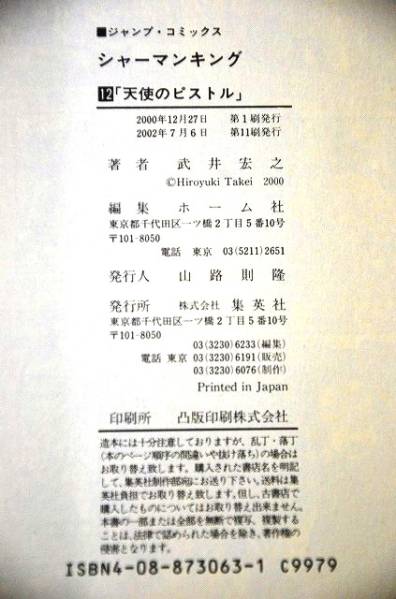 ■ジャンプ・コミックス
シャーマンキング
12「天使のピストル」
2000年12月27日 第1刷発行
2002年7月6日 第11刷発行
著者 武井宏之
©Hiroyuki Takei 2000
編集 ホーム社
東京都千代田区一ツ橋2丁目5番10号
〒101-8050
電話 東京 03(5211)2651
発行人 山路則隆
発行所 株式会社 集英社
東京都千代田区一ツ橋2丁目5番10号
〒101-8050
03(3230)6233(編集)
電話 東京 03(3230)6191(販売)
03(3230)6076(制作)
Printed in Japan
印刷所 凸版印刷株式会社
造本には十分注意しておりますが、乱丁・落丁
(本のページ順序の間違いや抜け落ち)の場合は
お取り替え致します。購入された書店名を明記
して、集英社制作部宛にお送り下さい。送料は集
英社負担でお取り替え致します。但し、古書店で
購入したものについてはお取り替え出来ません。
本書の一部または全部を無断で複写、複製する
ことは、法律で認められた場合を除き、著作権の
侵害となります。
ISBN4-08-873063-1 C9979